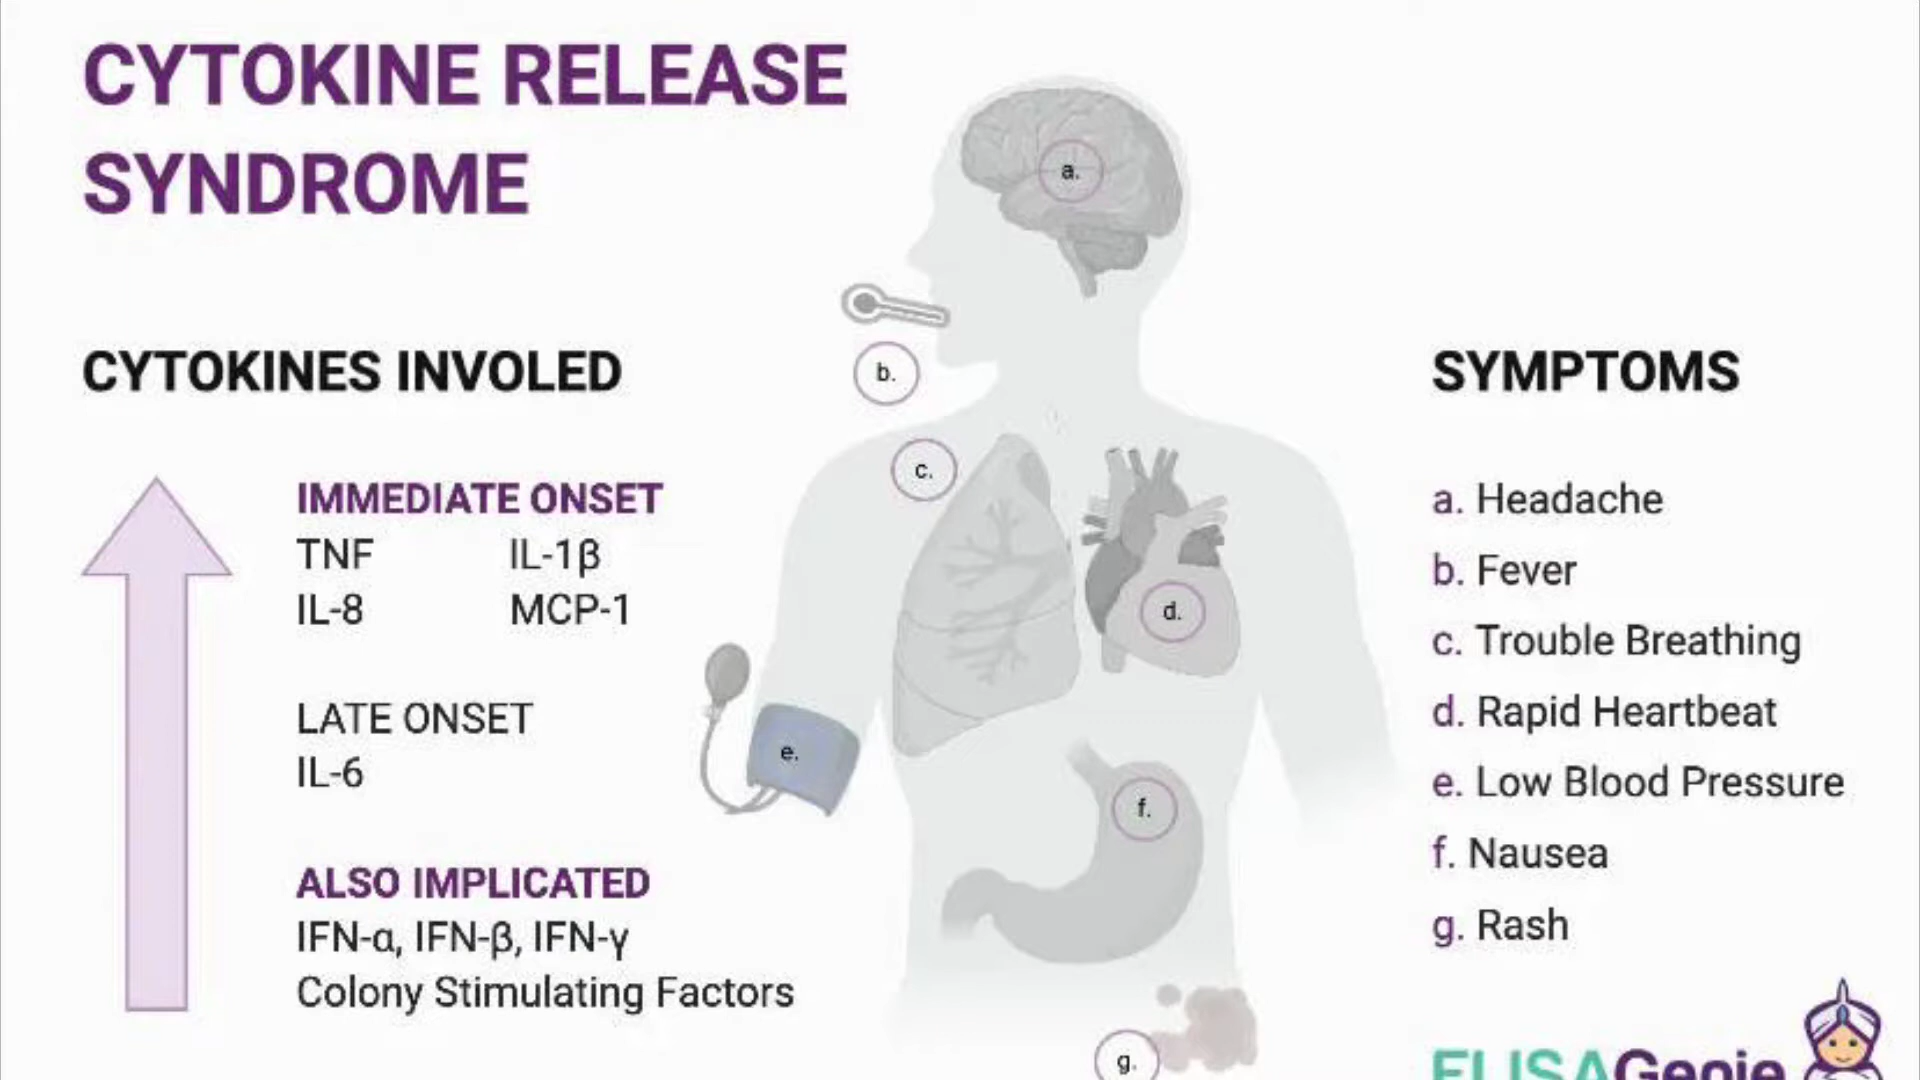 CYTOKINE RELEASE
SYNDROME
CYTOKINES INVOLED
IMMEDIATE ONSET
TNF IL-1β
IL-8 MCP-1
LATE ONSET
IL-6
ALSO IMPLICATED
IFN-α, IFN-β, IFN-γ
Colony Stimulating Factors
a.
b.
c.
d.
e.
f.
g.
SYMPTOMS
a. Headache
b. Fever
c. Trouble Breathing
d. Rapid Heartbeat
e. Low Blood Pressure
f. Nausea
g. Rash
ELISAGenie